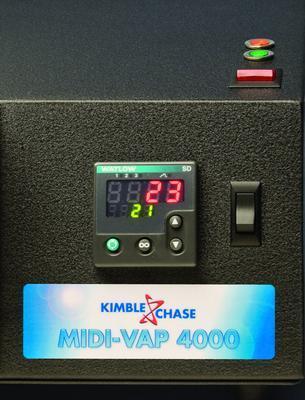 WATLOW SD
1 2 3
23
21
KIMBLE CHASE
MIDI-VAP 4000